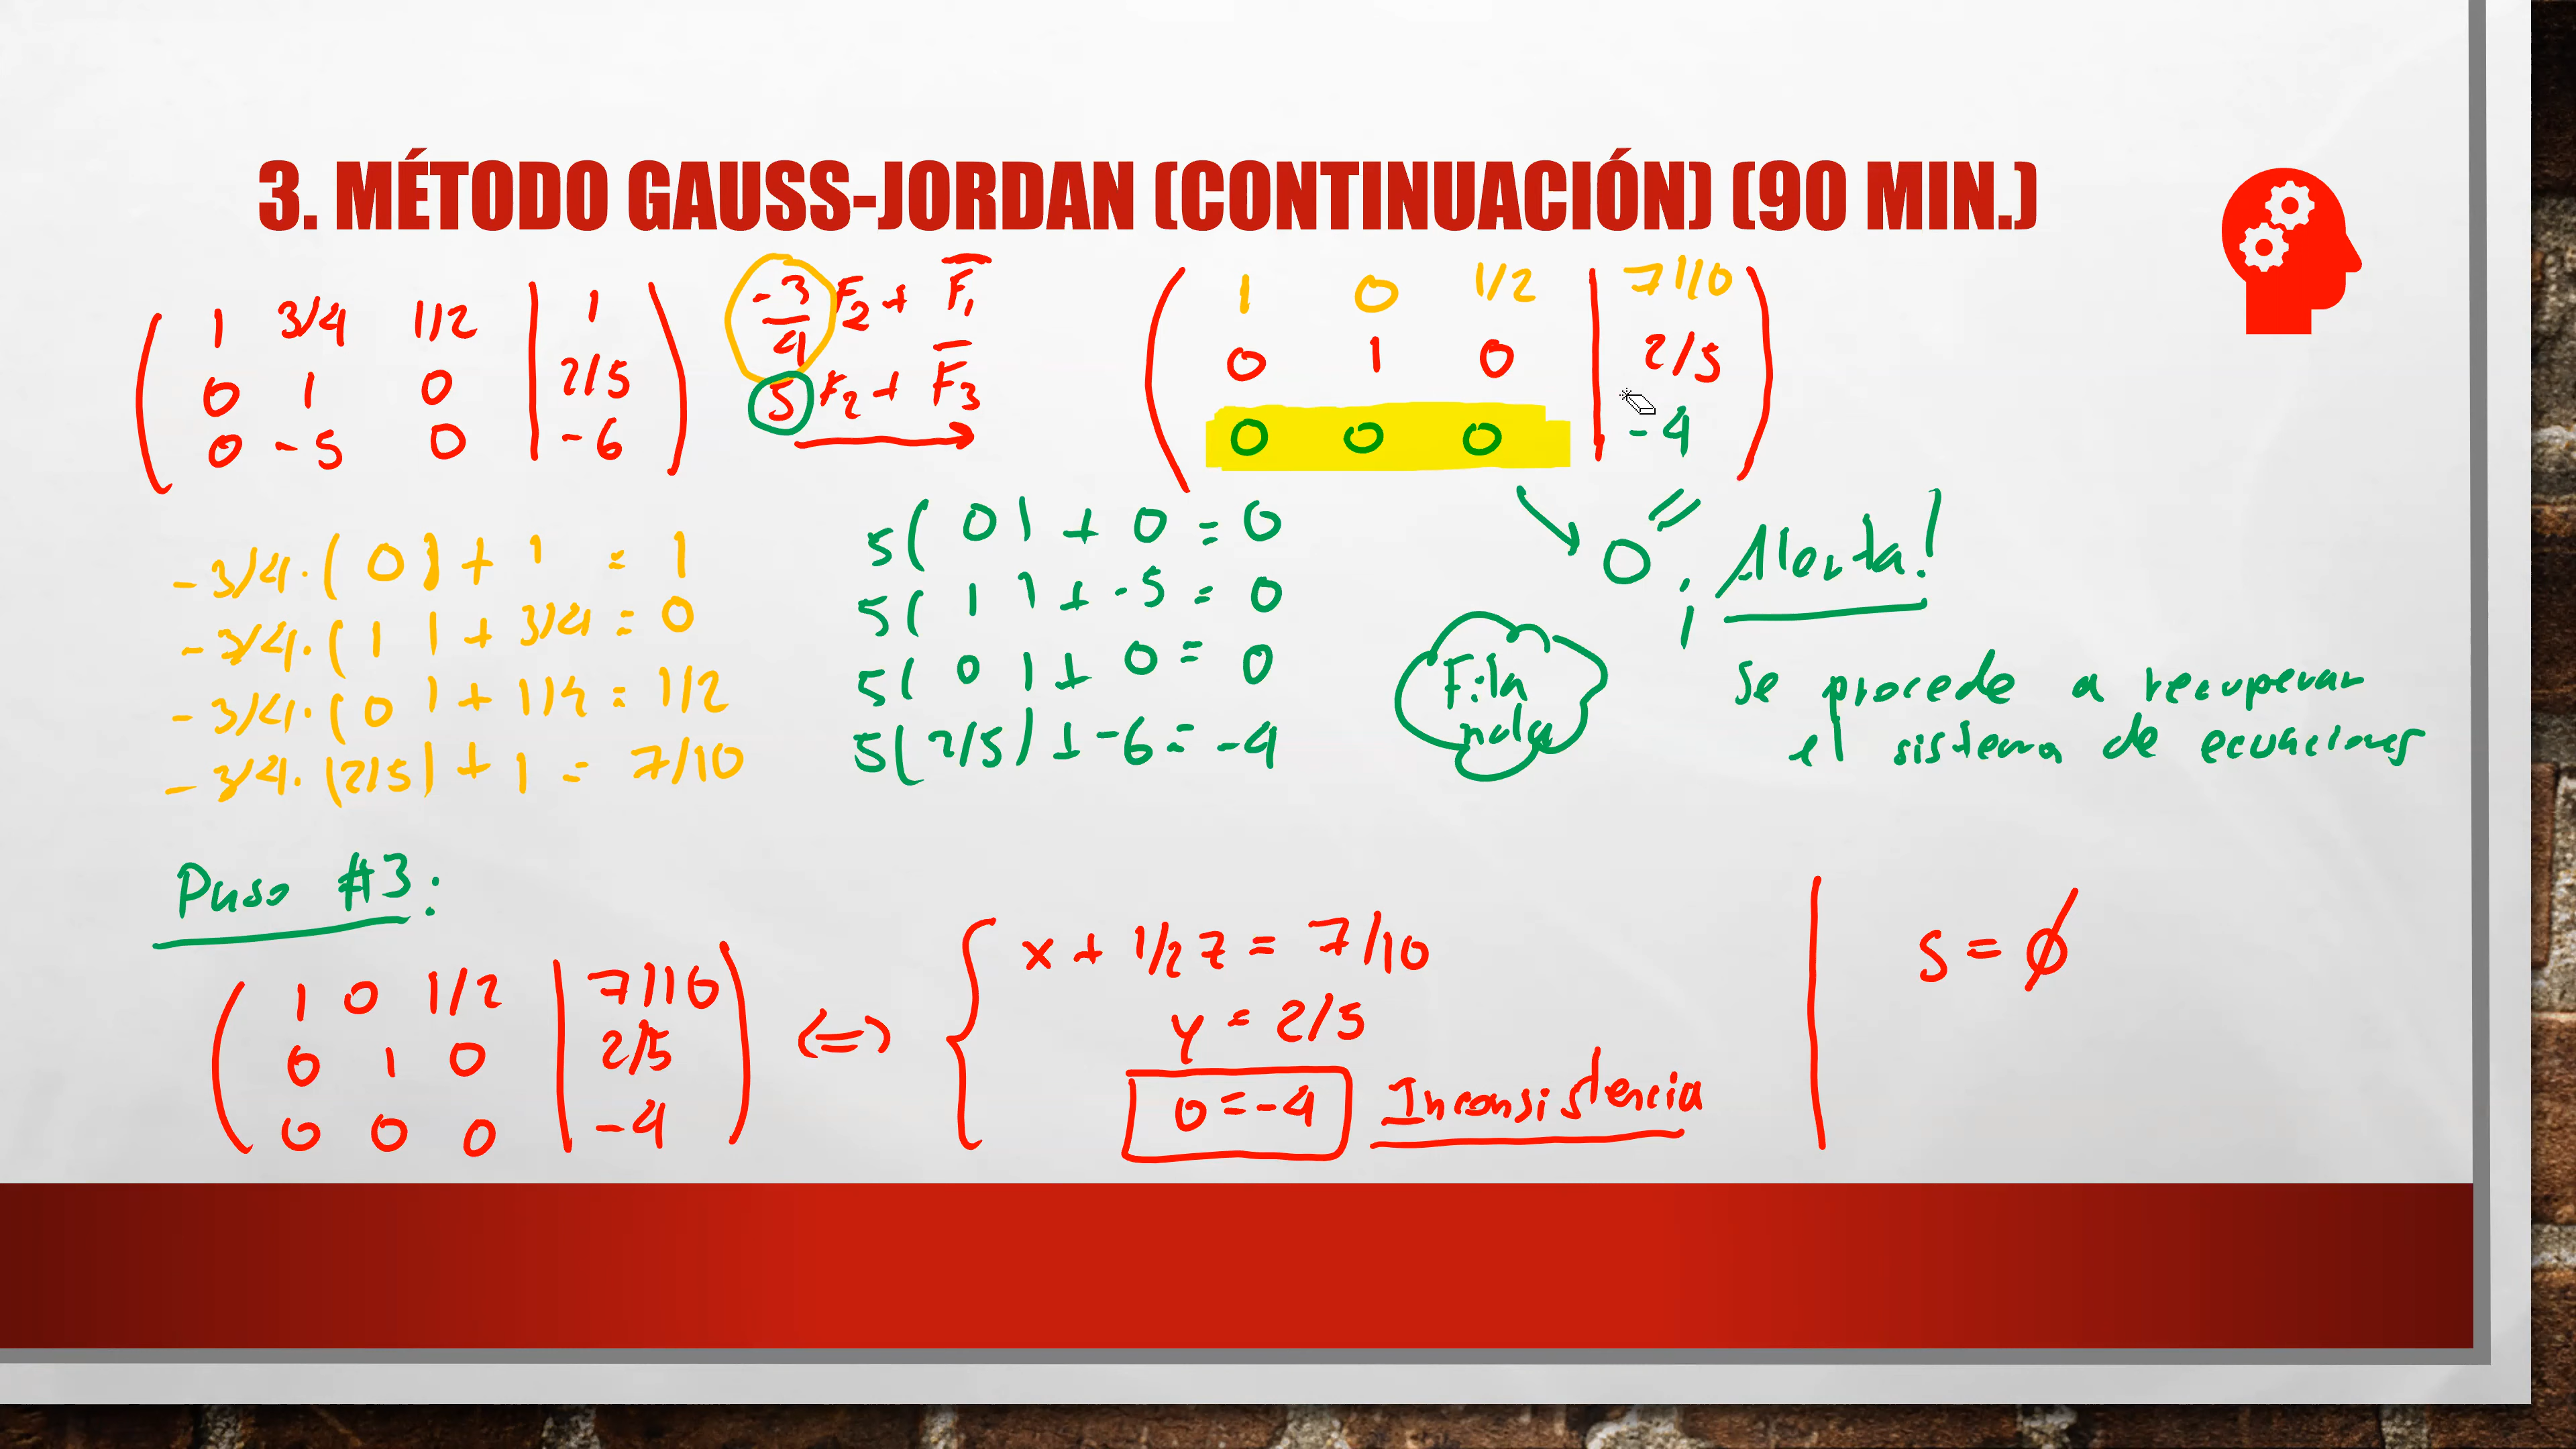 3. MÉTODO GAUSS-JORDAN (CONTINUACIÓN) (90 MIN.)
1 3/4 1/2 | 1
0 1 0 | 2/5
0 -5 0 | -6
-3/4 F2 + F1
5 F2 + F3
1 0 1/2 | 7/10
0 1 0 | 2/5
0 0 0 | -4
-3/4·(0) + 1 = 1
-3/4·(1) + 3/4 = 0
-3/4·(0) + 1/2 = 1/2
-3/4·(2/5) + 1 = 7/10
5(0) + 0 = 0
5(1) + -5 = 0
5(0) + 0 = 0
5(2/5) + -6 = -4
0
¡Alerta!
Fila
nula
Se procede a recuperar
el sistema de ecuaciones
Paso #3:
1 0 1/2 | 7/10
0 1 0 | 2/5
0 0 0 | -4
<=>
x + 1/2 z = 7/10
y = 2/5
0 = -4 Inconsistencia
S = ∅